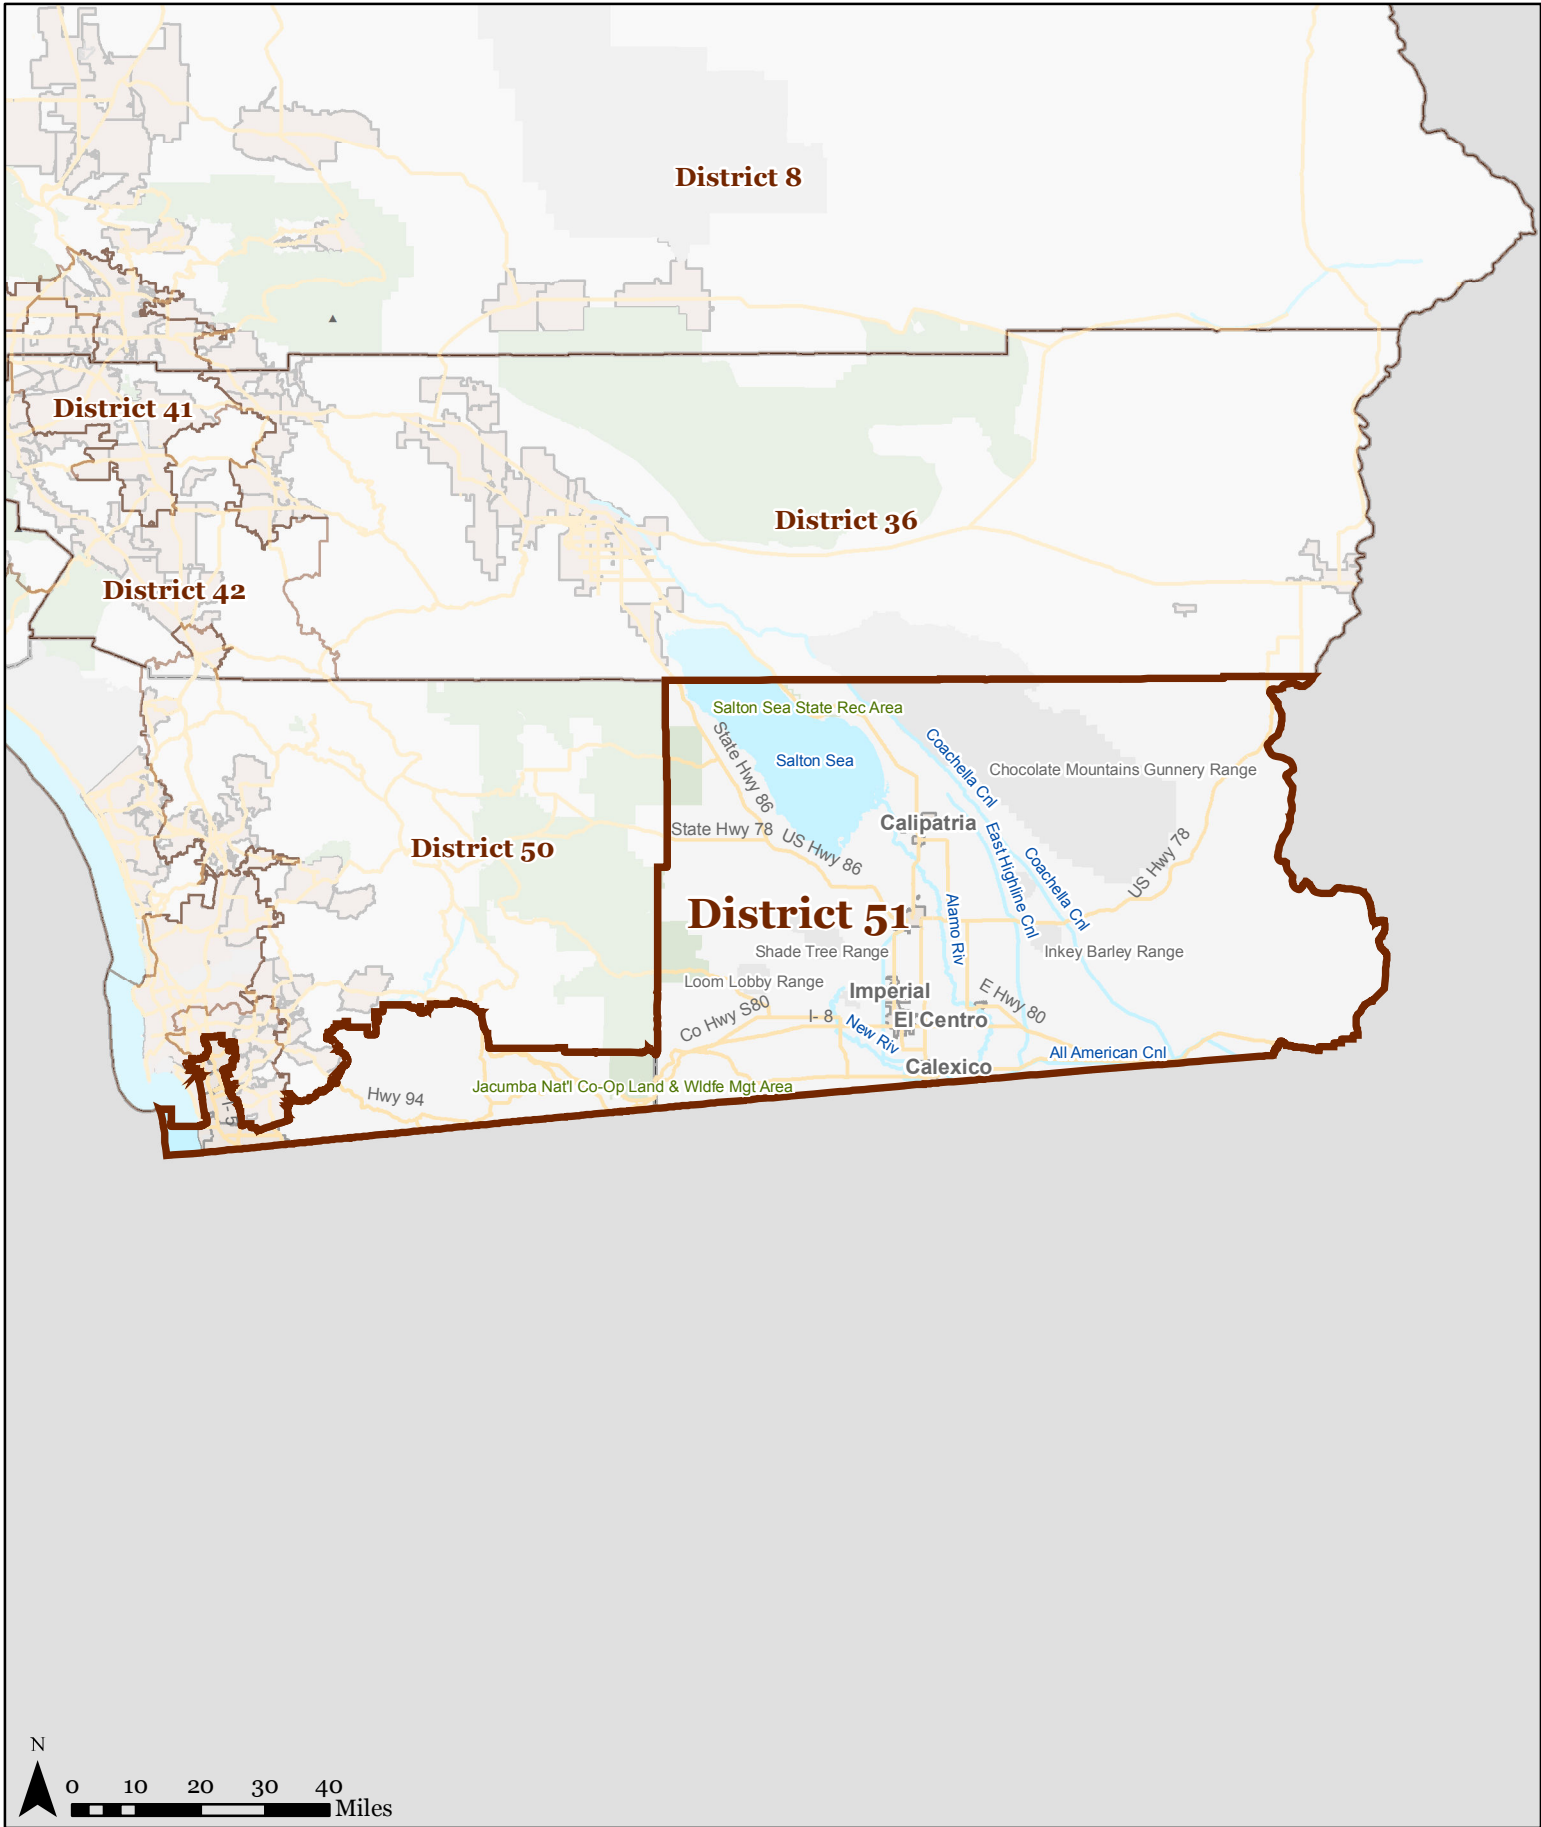 District 8
District 41
District 36
District 42
Salton Sea State Rec Area
State Hwy 86
Salton Sea
Coachella Cnl
Chocolate Mountains Gunnery Range
Calipatria
State Hwy 78
US Hwy 86
East Highline Cnl
Coachella Cnl
US Hwy 78
District 50
District 51
Alamo Riv
Shade Tree Range
Inkey Barley Range
Loom Lobby Range
Imperial
E Hwy 80
Co Hwy S80
I- 8
New Riv
El Centro
All American Cnl
Calexico
Jacumba Nat'l Co-Op Land & Wldfe Mgt Area
Hwy 94
I-5
N
0 10 20 30 40
Miles